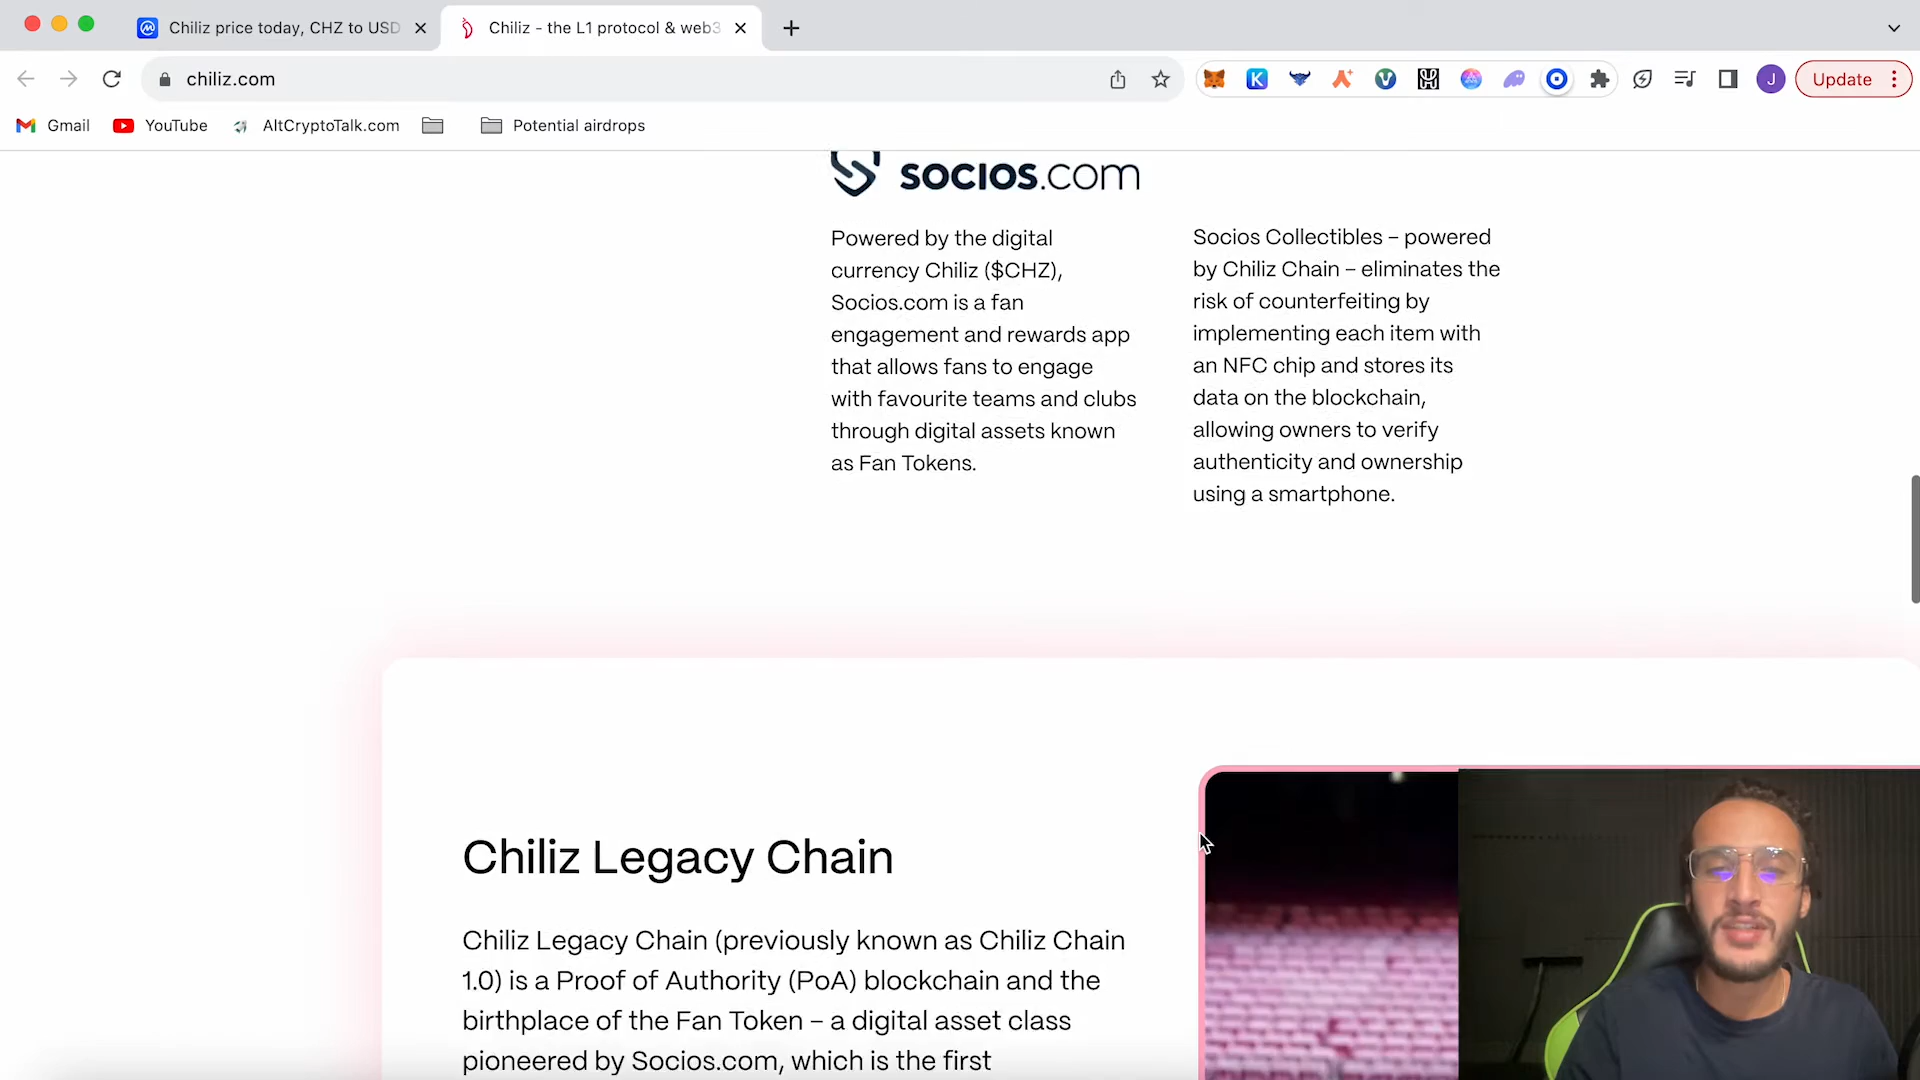 Chiliz price today, CHZ to USD
Chiliz - the L1 protocol & web3
chiliz.com
J
Update
Gmail
YouTube
AltCryptoTalk.com
Potential airdrops
socios.com
Powered by the digital
currency Chiliz ($CHZ),
Socios.com is a fan
engagement and rewards app
that allows fans to engage
with favourite teams and clubs
through digital assets known
as Fan Tokens.
Socios Collectibles – powered
by Chiliz Chain – eliminates the
risk of counterfeiting by
implementing each item with
an NFC chip and stores its
data on the blockchain,
allowing owners to verify
authenticity and ownership
using a smartphone.
Chiliz Legacy Chain
Chiliz Legacy Chain (previously known as Chiliz Chain
1.0) is a Proof of Authority (PoA) blockchain and the
birthplace of the Fan Token – a digital asset class
pioneered by Socios.com, which is the first